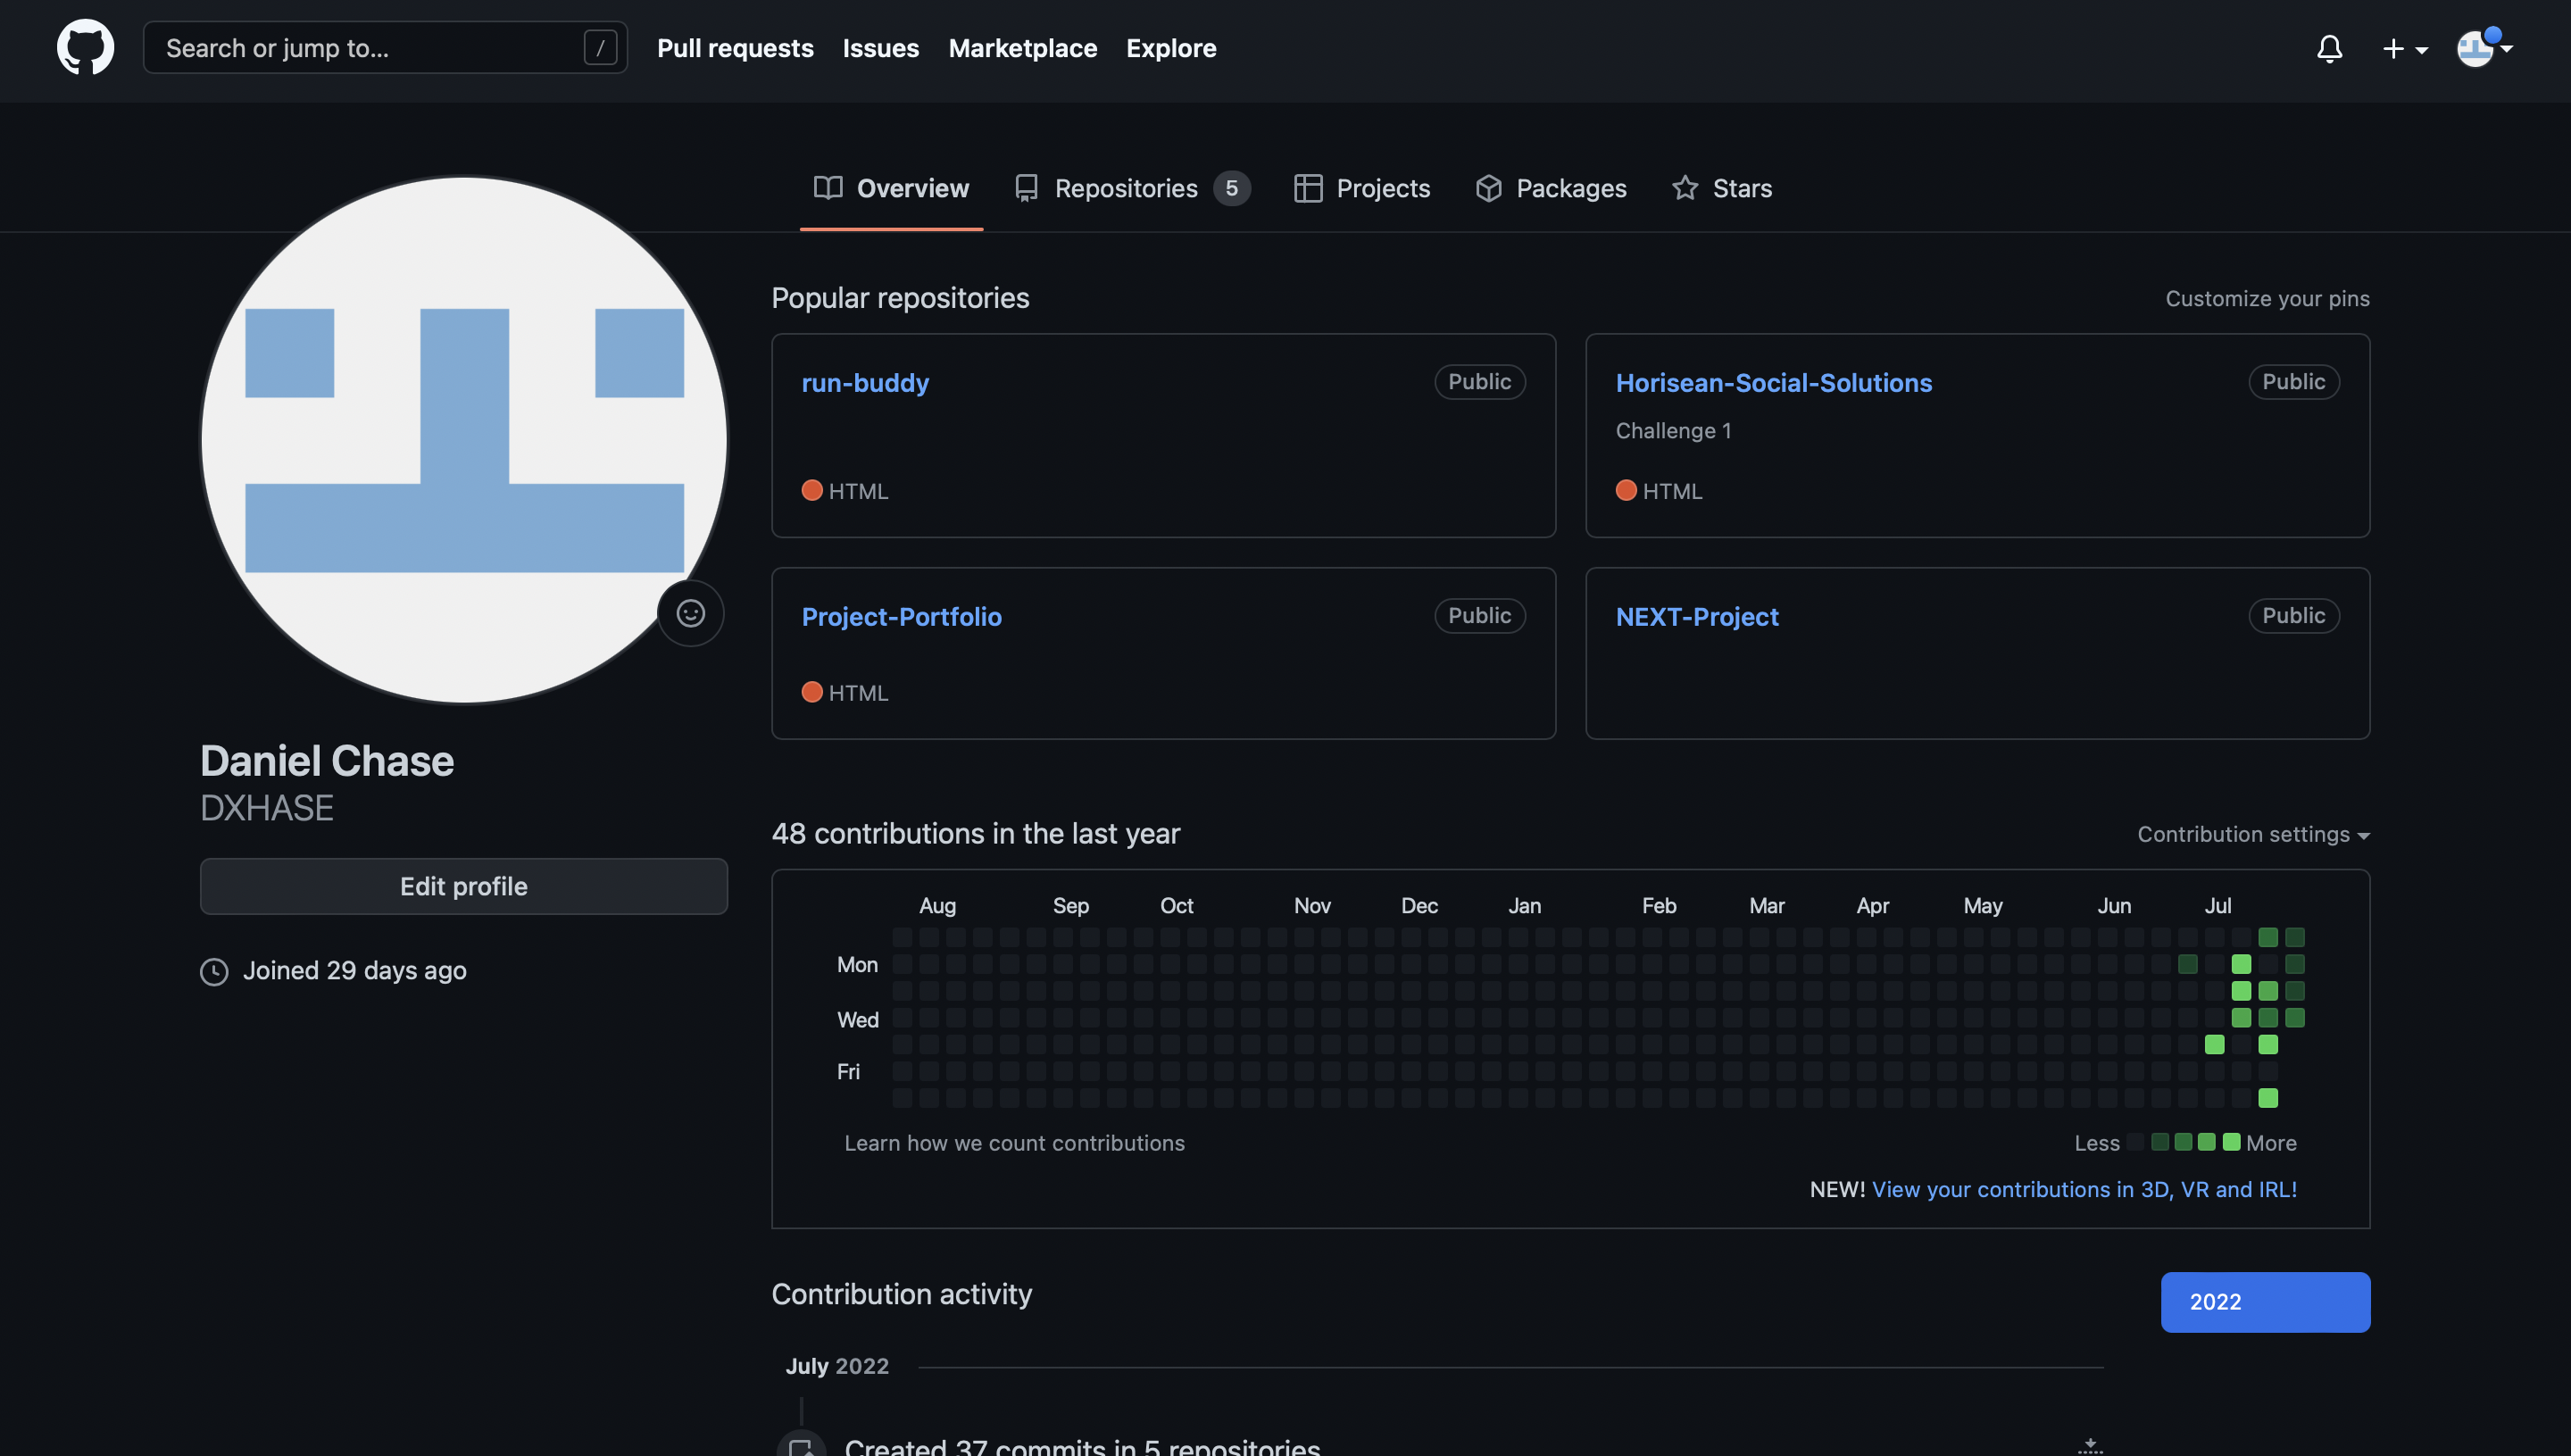 Search or jump to... / Pull requests Issues Marketplace Explore
Overview Repositories 5 Projects Packages Stars
Popular repositories Customize your pins
run-buddy Public
HTML
Horisean-Social-Solutions Public
Challenge 1
HTML
Project-Portfolio Public
HTML
NEXT-Project Public
Daniel Chase
DXHASE
Edit profile
Joined 29 days ago
48 contributions in the last year Contribution settings
Aug Sep Oct Nov Dec Jan Feb Mar Apr May Jun Jul
Mon
Wed
Fri
Learn how we count contributions Less More
NEW! View your contributions in 3D, VR and IRL!
Contribution activity 2022
July 2022
Created 37 commits in 5 repositories